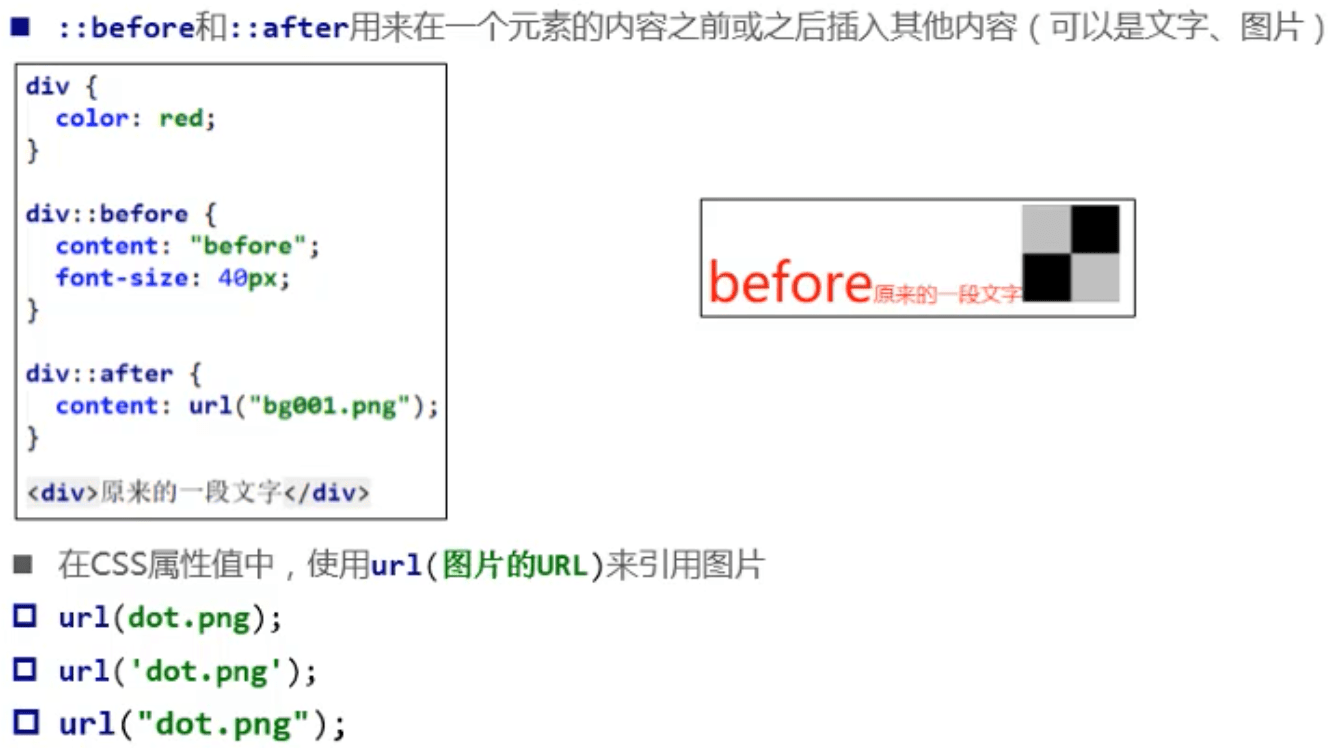 ::before和::after用来在一个元素的内容之前或之后插入其他内容（可以是文字、图片）
div {
  color: red;
}
div::before {
  content: "before";
  font-size: 40px;
}
div::after {
  content: url("bg001.png");
}
<div>原来的一段文字</div>
before原来的一段文字
在CSS属性值中，使用url(图片的URL)来引用图片
url(dot.png);
url('dot.png');
url("dot.png");